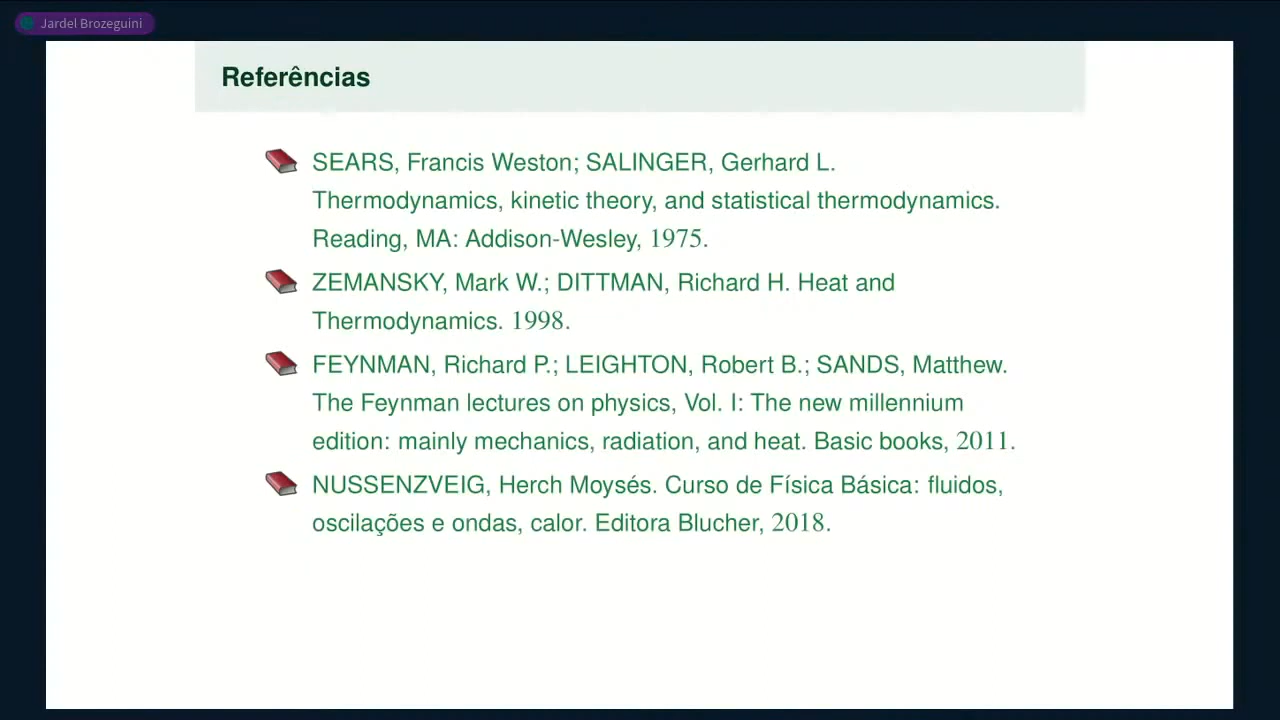 Jardel Brozeguini
Referências
SEARS, Francis Weston; SALINGER, Gerhard L.
Thermodynamics, kinetic theory, and statistical thermodynamics.
Reading, MA: Addison-Wesley, 1975.
ZEMANSKY, Mark W.; DITTMAN, Richard H. Heat and
Thermodynamics. 1998.
FEYNMAN, Richard P.; LEIGHTON, Robert B.; SANDS, Matthew.
The Feynman lectures on physics, Vol. I: The new millennium
edition: mainly mechanics, radiation, and heat. Basic books, 2011.
NUSSENZVEIG, Herch Moysés. Curso de Física Básica: fluidos,
oscilações e ondas, calor. Editora Blucher, 2018.